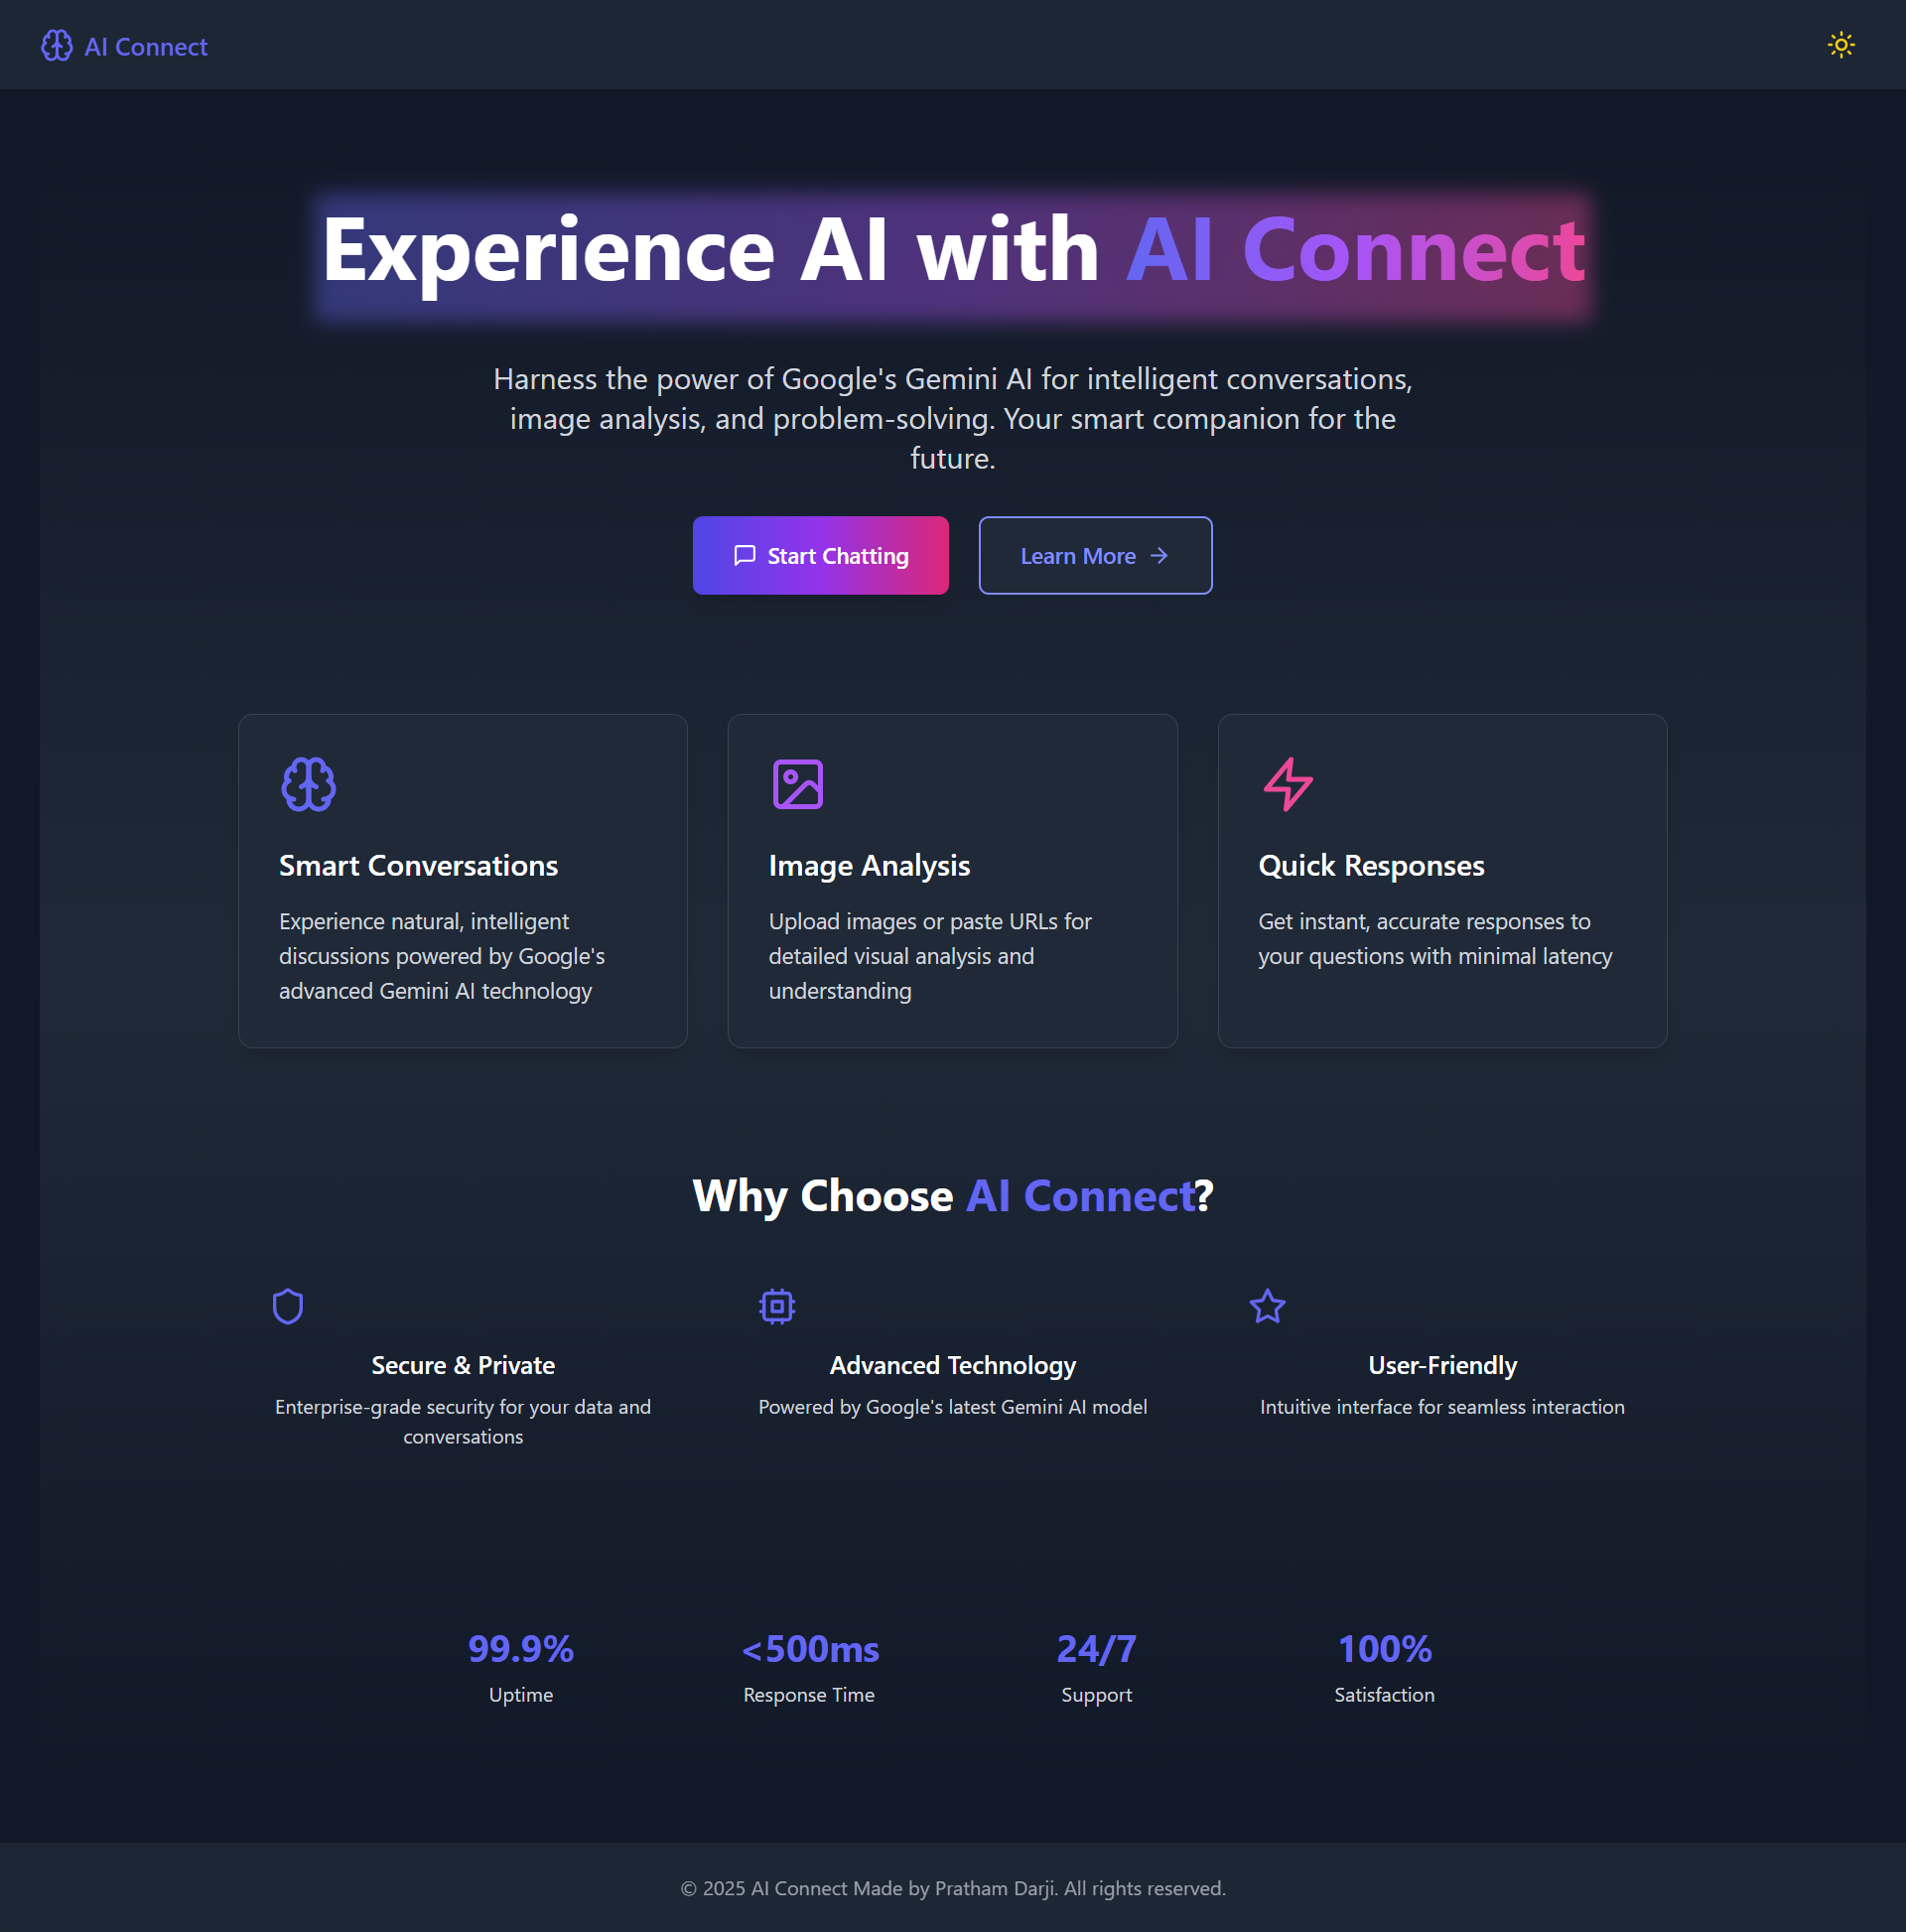 AI Connect
Experience AI with AI Connect
Harness the power of Google's Gemini AI for intelligent conversations,
image analysis, and problem-solving. Your smart companion for the
future.
Start Chatting
Learn More
Smart Conversations
Experience natural, intelligent
discussions powered by Google's
advanced Gemini AI technology
Image Analysis
Upload images or paste URLs for
detailed visual analysis and
understanding
Quick Responses
Get instant, accurate responses to
your questions with minimal latency
Why Choose AI Connect?
Secure & Private
Enterprise-grade security for your data and
conversations
Advanced Technology
Powered by Google's latest Gemini AI model
User-Friendly
Intuitive interface for seamless interaction
99.9%
Uptime
<500ms
Response Time
24/7
Support
100%
Satisfaction
© 2025 AI Connect Made by Pratham Darji. All rights reserved.